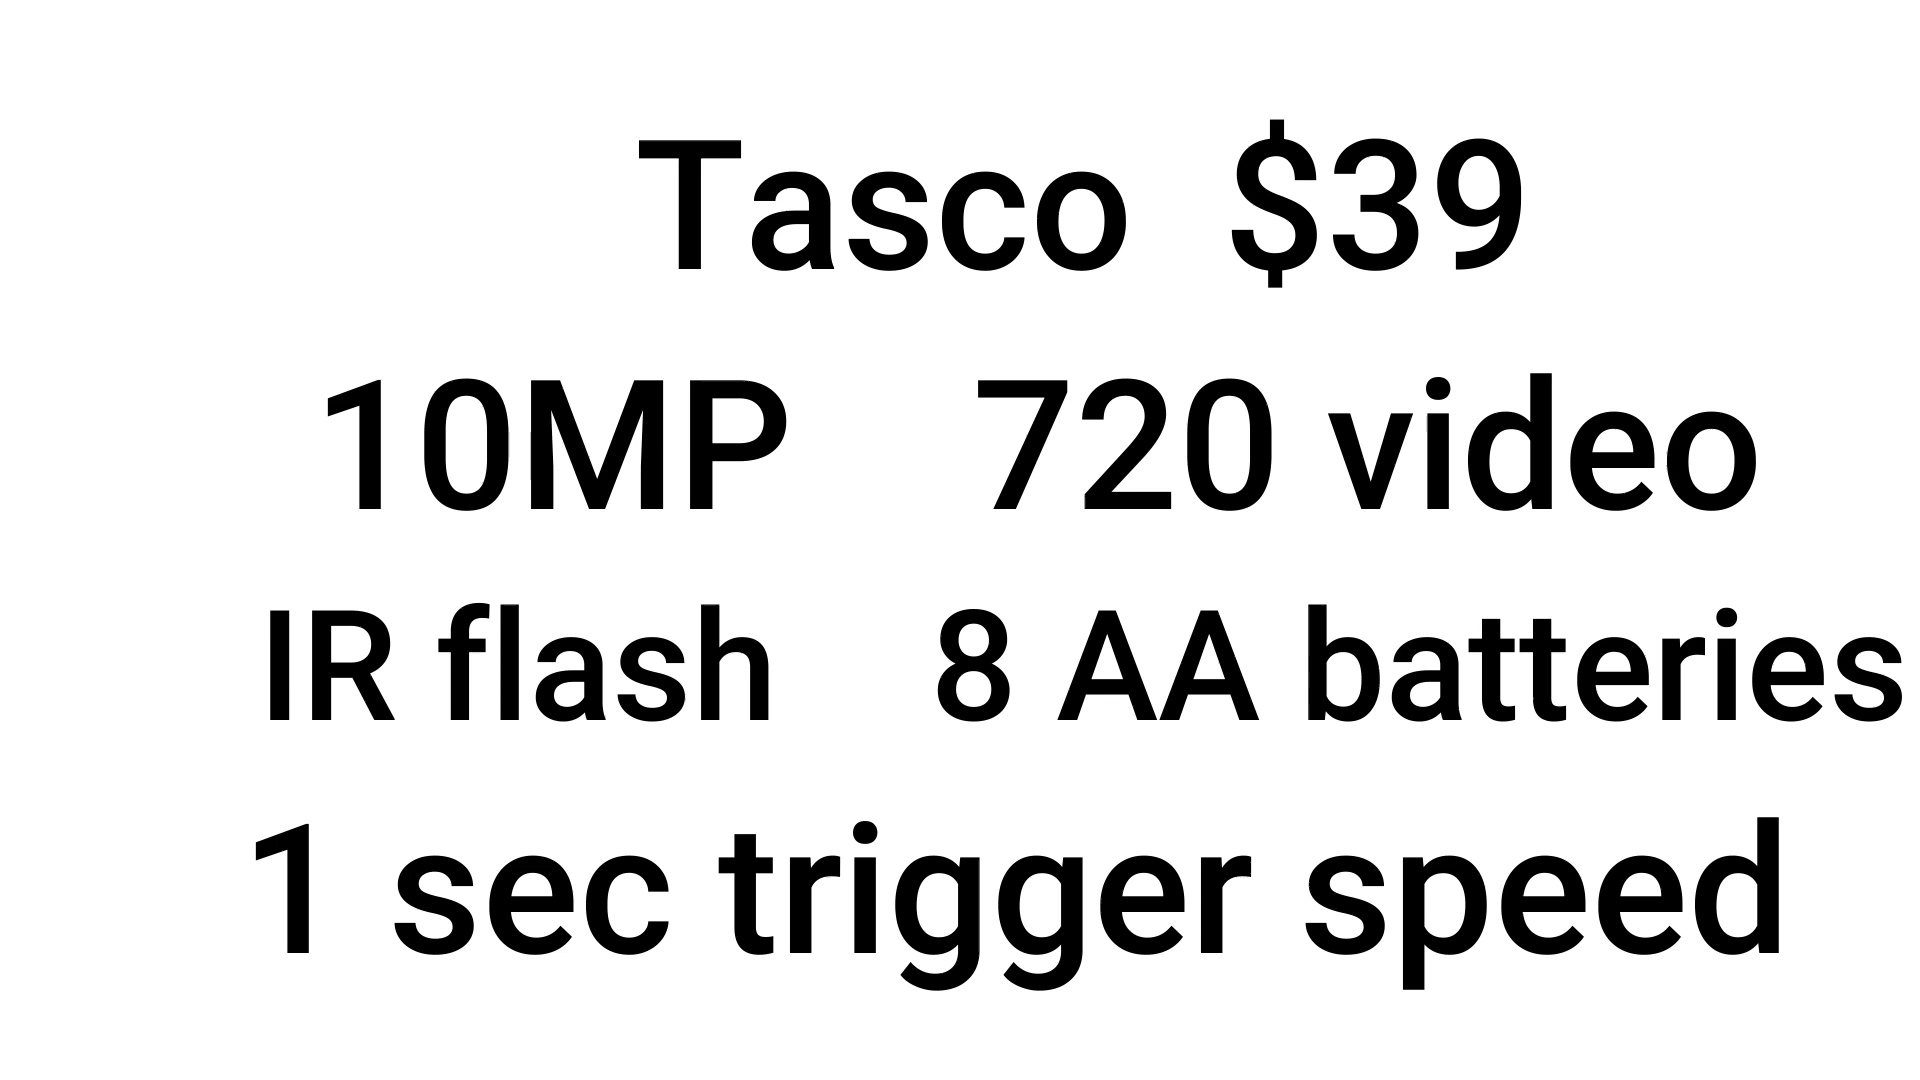 Tasco $39
10MP 720 video
IR flash 8 AA batteries
1 sec trigger speed